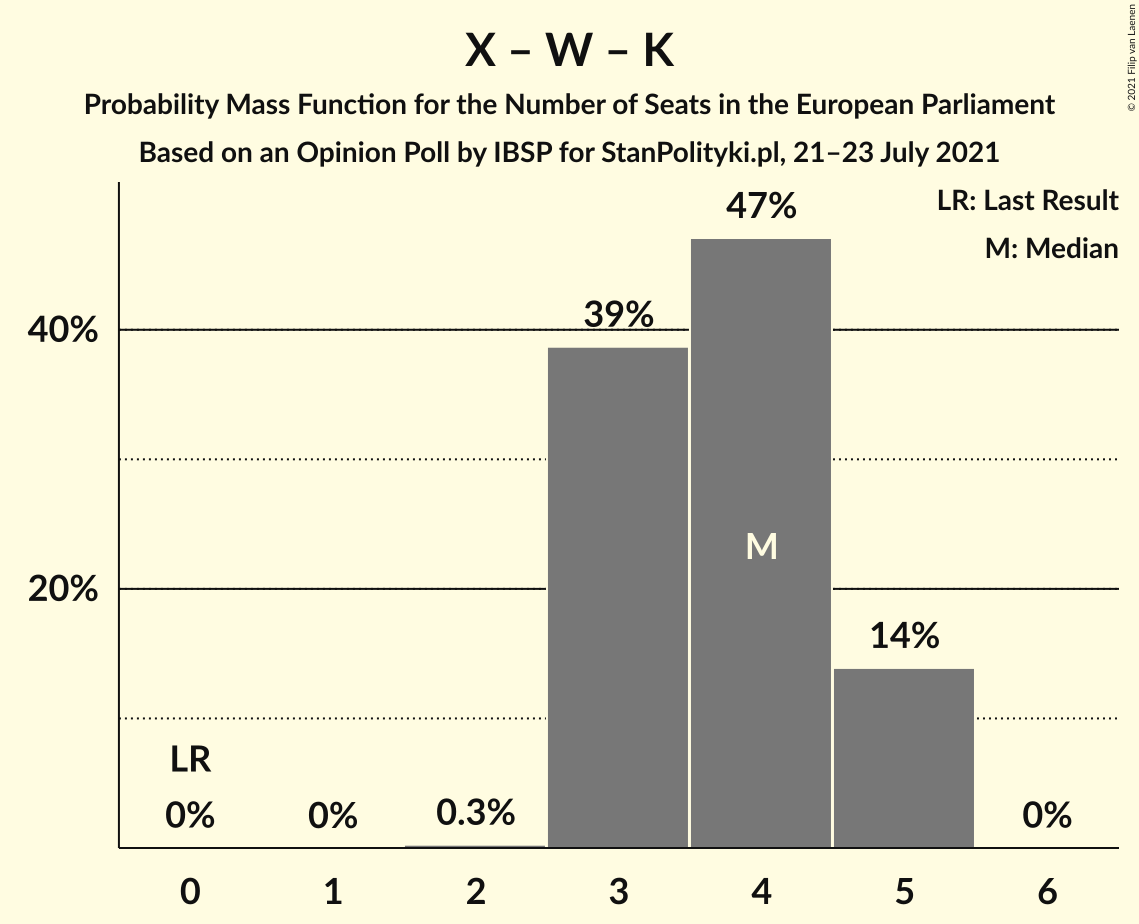 X – W – K
Probability Mass Function for the Number of Seats in the European Parliament
Based on an Opinion Poll by IBSP for StanPolityki.pl, 21–23 July 2021
© 2021 Filip van Laenen
LR: Last Result
M: Median
47%
39%
40%
M
20%
14%
LR
0%
0%
0.3%
0%
0
1
2
3
4
5
6